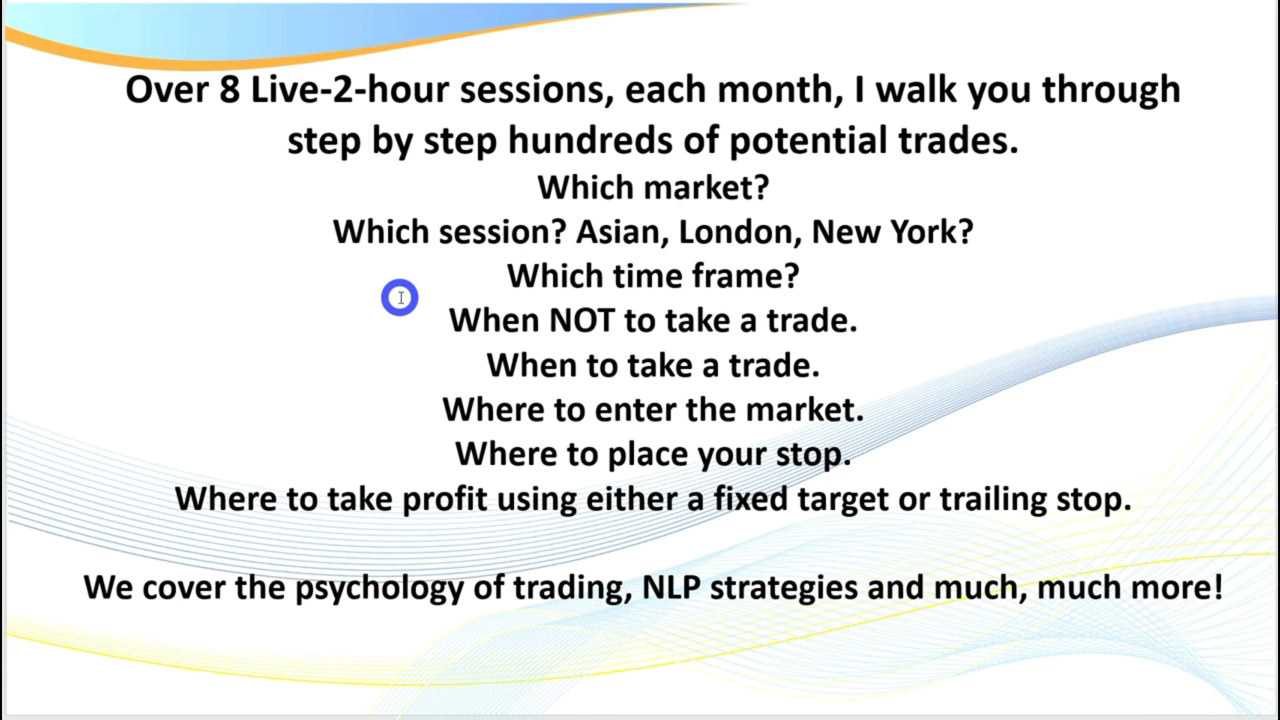 Over 8 Live-2-hour sessions, each month, I walk you through
step by step hundreds of potential trades.
Which market?
Which session? Asian, London, New York?
Which time frame?
When NOT to take a trade.
When to take a trade.
Where to enter the market.
Where to place your stop.
Where to take profit using either a fixed target or trailing stop.
We cover the psychology of trading, NLP strategies and much, much more!